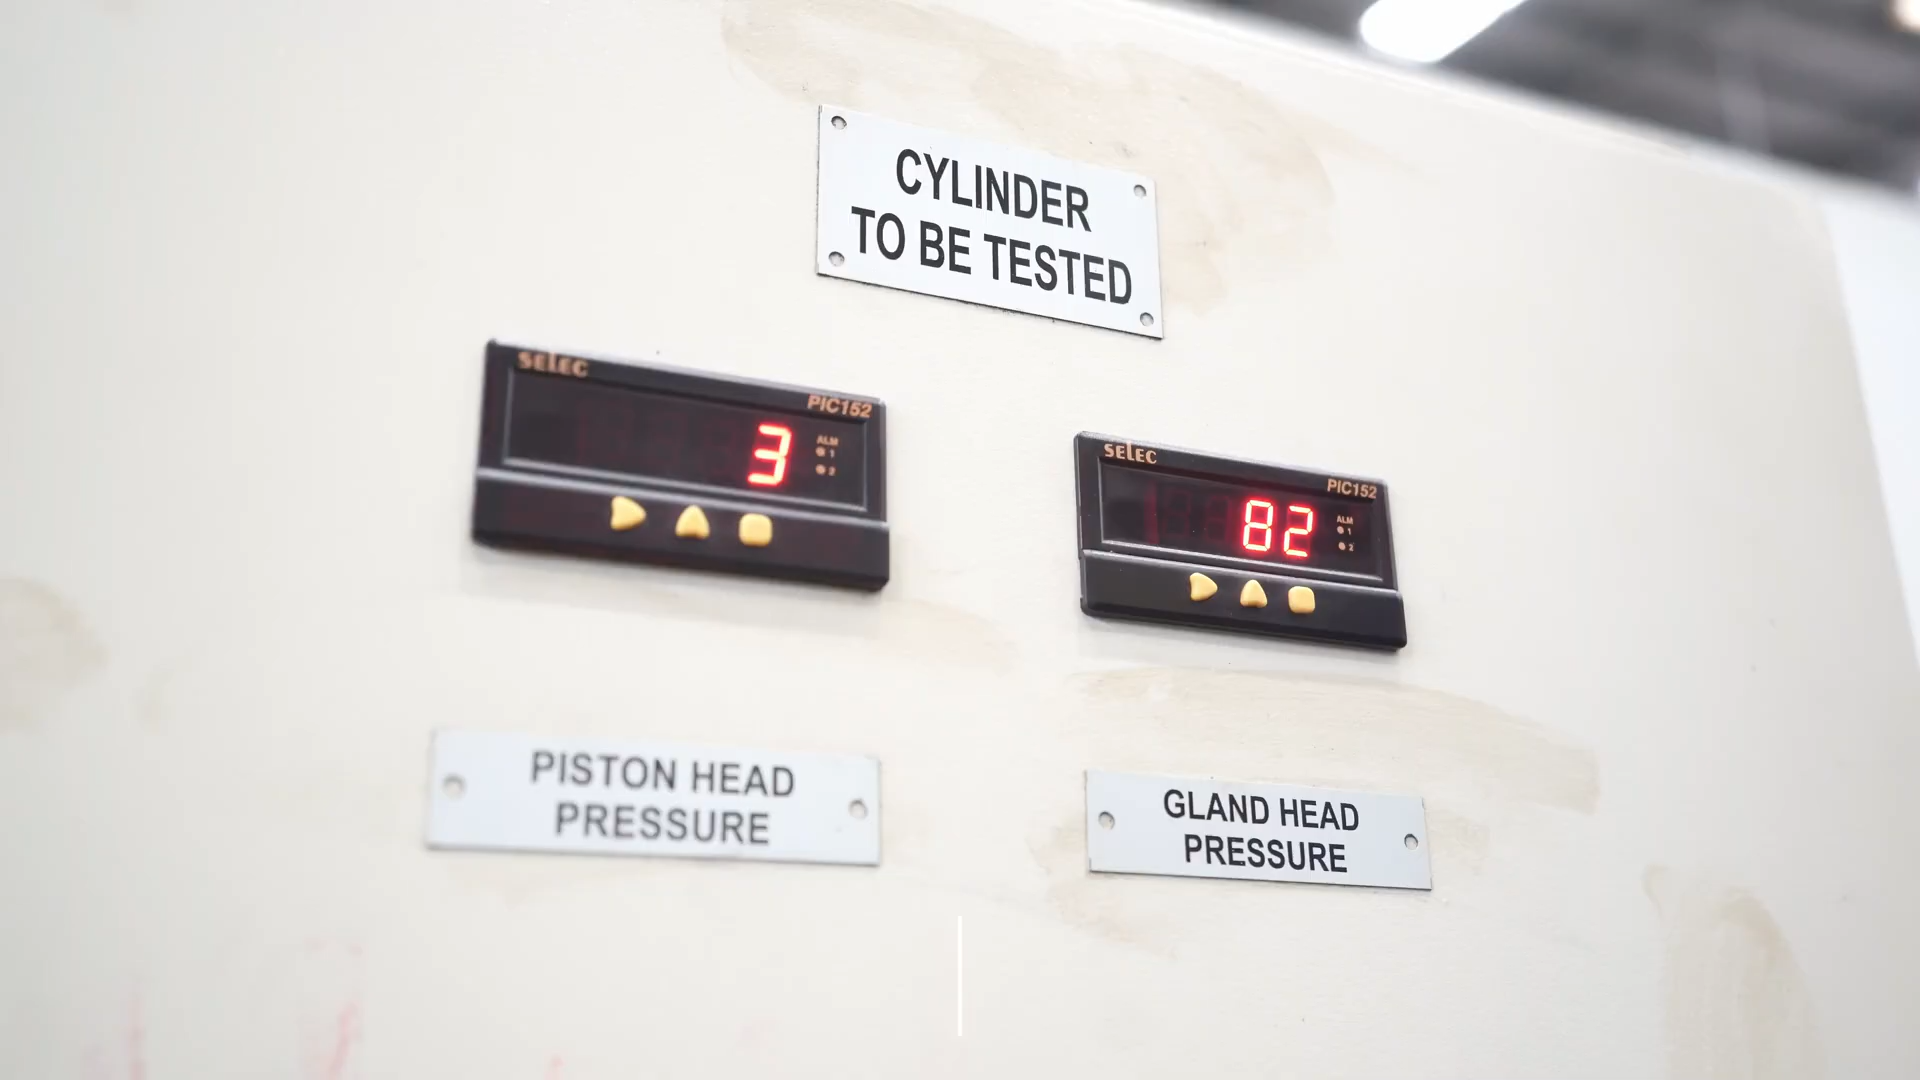 CYLINDER
TO BE TESTED
selec
PIC152
3
ALM
1
2
selec
PIC152
82
ALM
1
2
PISTON HEAD
PRESSURE
GLAND HEAD
PRESSURE